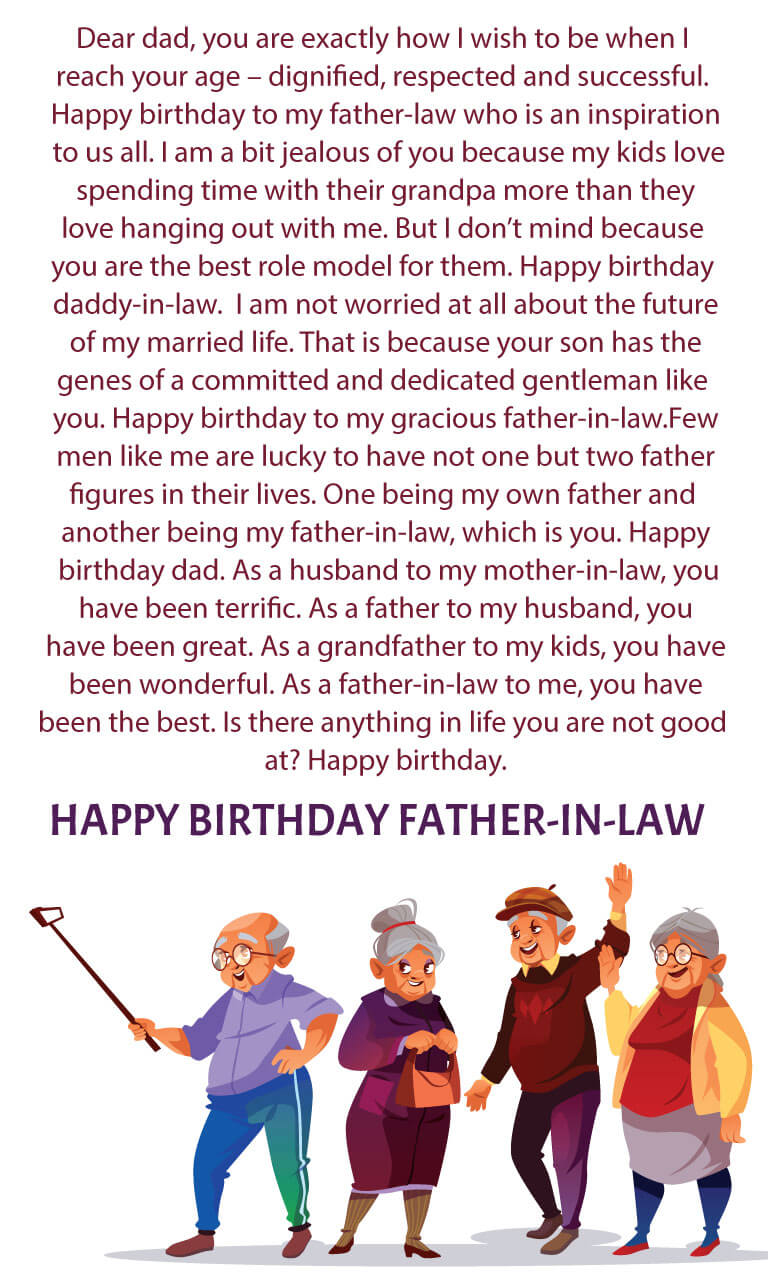 Dear dad, you are exactly how I wish to be when I
reach your age – dignified, respected and successful.
Happy birthday to my father-law who is an inspiration
to us all. I am a bit jealous of you because my kids love
spending time with their grandpa more than they
love hanging out with me. But I don’t mind because
you are the best role model for them. Happy birthday
daddy-in-law.  I am not worried at all about the future
of my married life. That is because your son has the
genes of a committed and dedicated gentleman like
you. Happy birthday to my gracious father-in-law.Few
men like me are lucky to have not one but two father
figures in their lives. One being my own father and
another being my father-in-law, which is you. Happy
birthday dad. As a husband to my mother-in-law, you
have been terrific. As a father to my husband, you
have been great. As a grandfather to my kids, you have
been wonderful. As a father-in-law to me, you have
been the best. Is there anything in life you are not good
at? Happy birthday.
HAPPY BIRTHDAY FATHER-IN-LAW